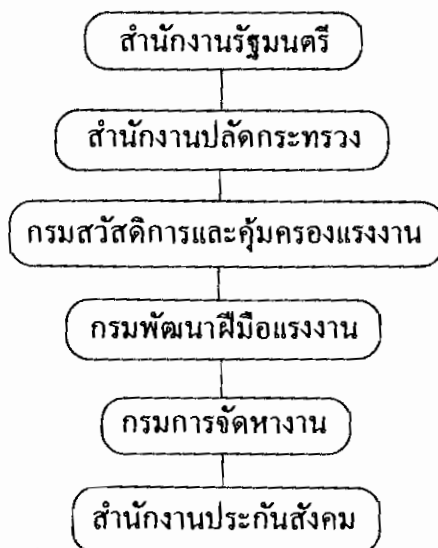 สำนักงานรัฐมนตรี
สำนักงานปลัดกระทรวง
กรมสวัสดิการและคุ้มครองแรงงาน
กรมพัฒนาฝีมือแรงงาน
กรมการจัดหางาน
สำนักงานประกันสังคม